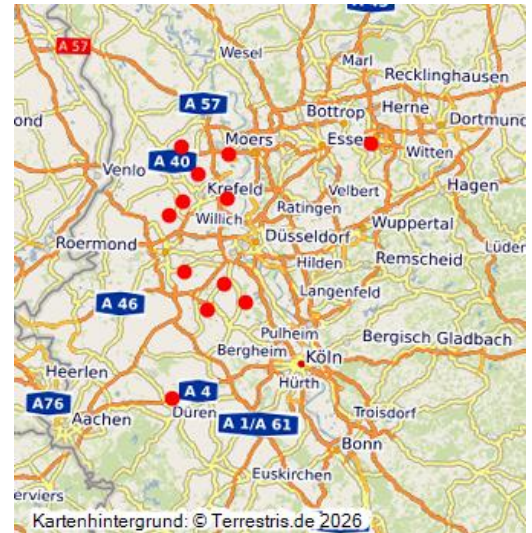 Wesel
Marl
A 57
Recklinghausen
A 57
Bottrop
Herne
ond
Moers
Esse
Dortmund
Witten
Venlo
A 40
Krefeld
Velbert
Hagen
Willich
Ratingen
Roermond
Düsseldorf
Wuppertal
Lüden
Hilden
Remscheid
A 46
Langenfeld
Pulheim
Bergisch Gladbach
Bergheim
Köln
Heerlen
Hürth
A 4
A76
Düren
Troisdorf
Aachen
A 1/A 61
Bonn
Euskirchen
erviers
Kartenhintergrund: © Terrestris.de 2026